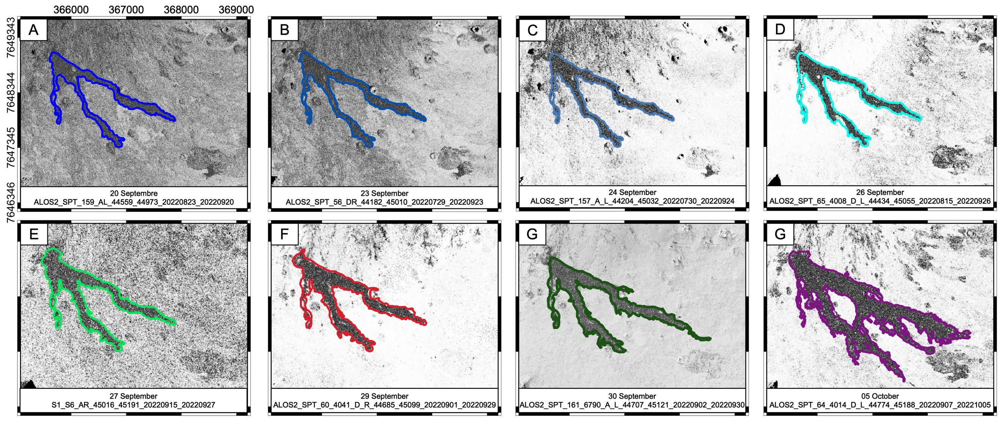 366000 367000 368000 369000
7649343
7648344
7647345
7646346
A
20 Septembre
ALOS2_SPT_159_AL_44559_44973_20220823_20220920
B
23 September
ALOS2_SPT_56_DR_44182_45010_20220729_20220923
C
24 September
ALOS2_SPT_157_A_L_44204_45032_20220730_20220924
D
26 September
ALOS2_SPT_65_4008_D_L_44434_45055_20220815_20220926
E
27 September
S1_S6_AR_45016_45191_20220915_20220927
F
29 September
ALOS2_SPT_60_4041_D_R_44685_45099_20220901_20220929
G
30 September
ALOS2_SPT_161_6790_A_L_44707_45121_20220902_20220930
G
05 October
ALOS2_SPT_64_4014_D_L_44774_45188_20220907_20221005